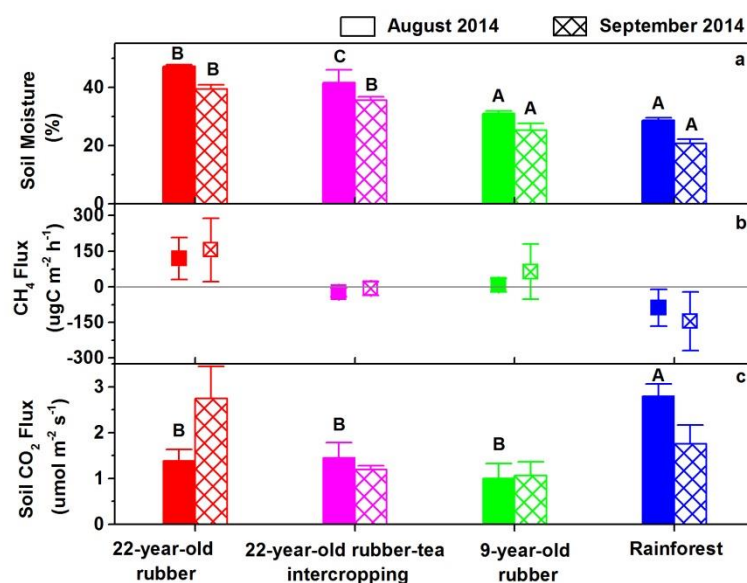 August 2014 September 2014
a
B B C B A A A A
Soil Moisture
(%)
40
20
0
b
CH₄ Flux
(ugC m⁻² h⁻¹)
300
150
0
-150
-300
c
B B B A
Soil CO₂ Flux
(umol m⁻² s⁻¹)
3
2
1
0
22-year-old
rubber
22-year-old rubber-tea
intercropping
9-year-old
rubber
Rainforest